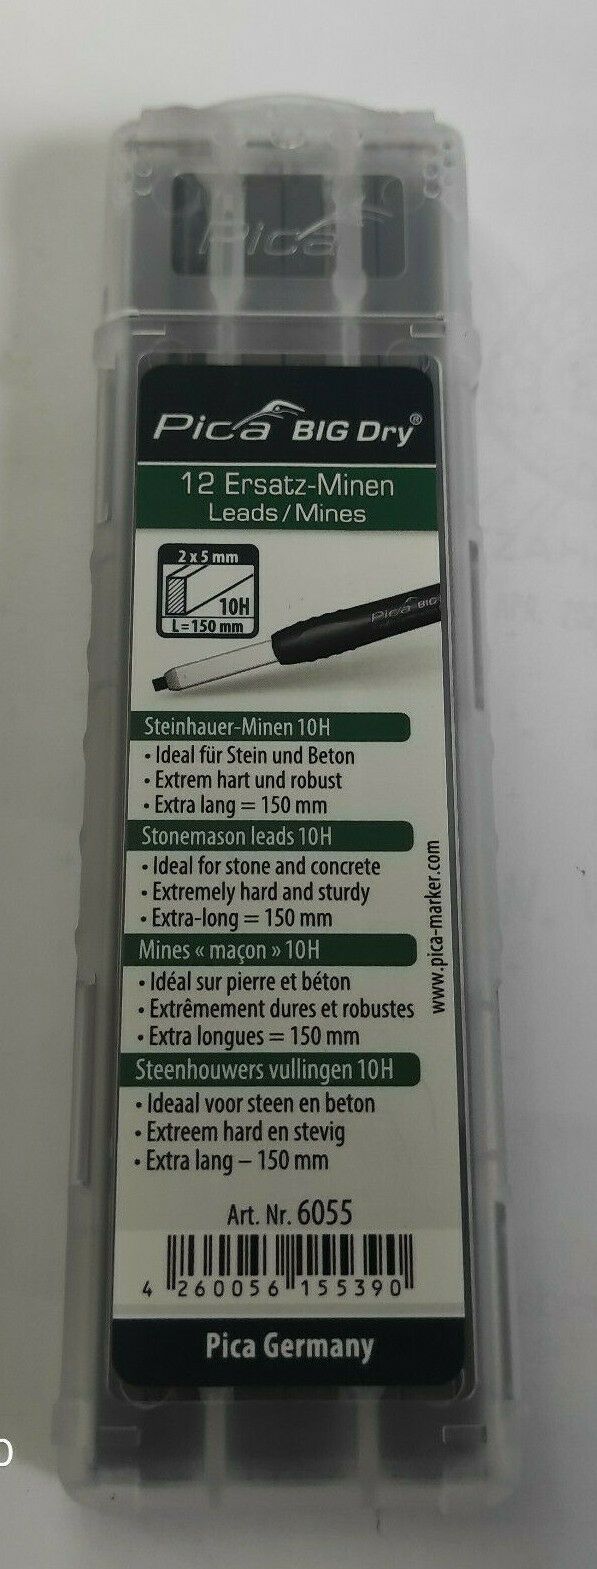 Pica
Pica BIG Dry®
12 Ersatz-Minen
Leads/Mines
2 x 5 mm
10H
L=150 mm
Pica BIG
Steinhauer-Minen 10H
• Ideal für Stein und Beton
• Extrem hart und robust
• Extra lang = 150 mm
Stonemason leads 10H
• Ideal for stone and concrete
• Extremely hard and sturdy
• Extra-long = 150 mm
Mines « maçon » 10H
• Idéal sur pierre et béton
• Extrêmement dures et robustes
• Extra longues = 150 mm
Steenhouwers vullingen 10H
• Ideaal voor steen en beton
• Extreem hard en stevig
• Extra lang – 150 mm
www.pica-marker.com
Art. Nr. 6055
4 260056 155390
Pica Germany
0